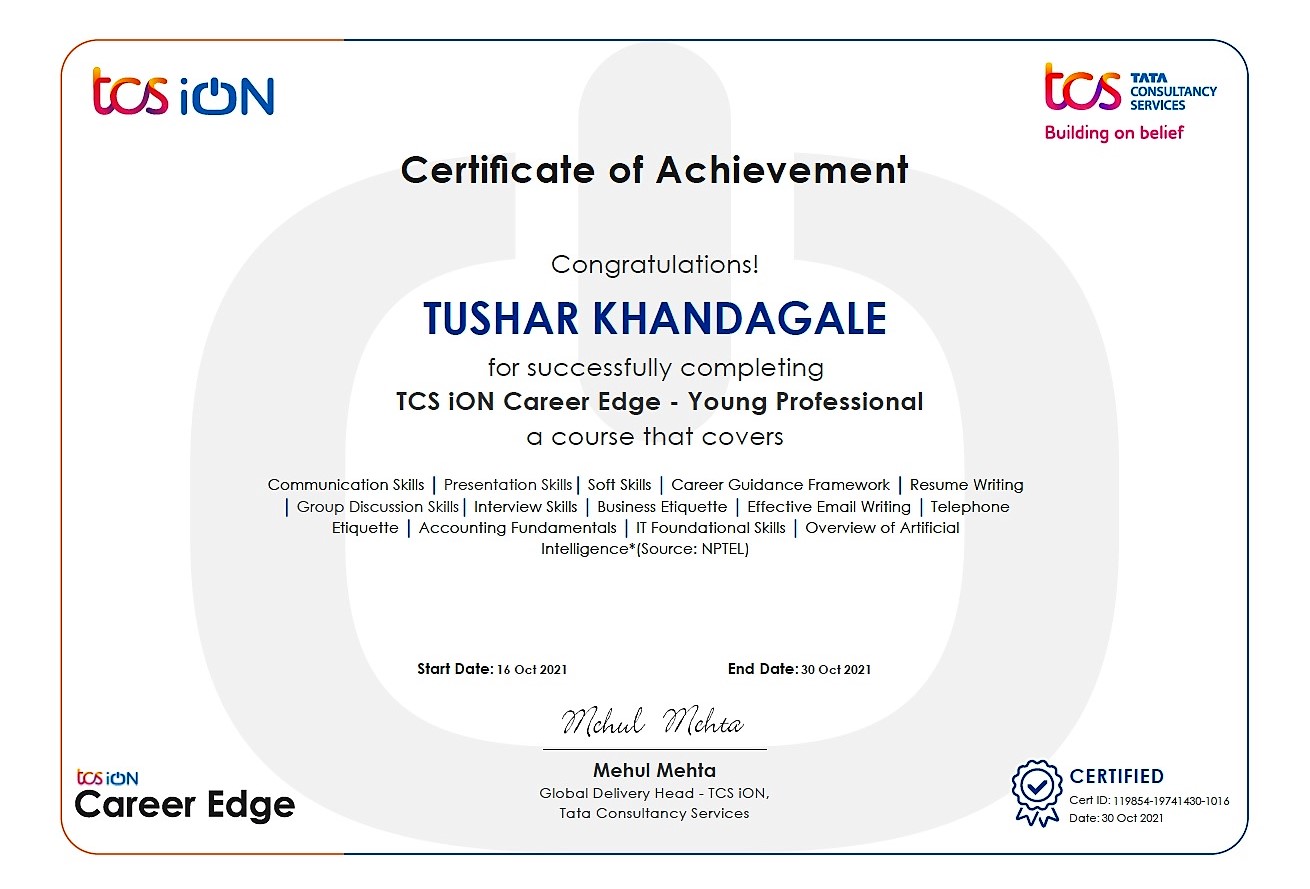 tcs iON
tcs TATA
CONSULTANCY
SERVICES
Building on belief
Certificate of Achievement
Congratulations!
TUSHAR KHANDAGALE
for successfully completing
TCS iON Career Edge - Young Professional
a course that covers
Communication Skills | Presentation Skills | Soft Skills | Career Guidance Framework | Resume Writing
| Group Discussion Skills | Interview Skills | Business Etiquette | Effective Email Writing | Telephone
Etiquette | Accounting Fundamentals | IT Foundational Skills | Overview of Artificial
Intelligence*(Source: NPTEL)
Start Date: 16 Oct 2021 End Date: 30 Oct 2021
Mehul Mehta
Mehul Mehta
Global Delivery Head - TCS iON,
Tata Consultancy Services
tcs iON
Career Edge
CERTIFIED
Cert ID: 119854-19741430-1016
Date: 30 Oct 2021